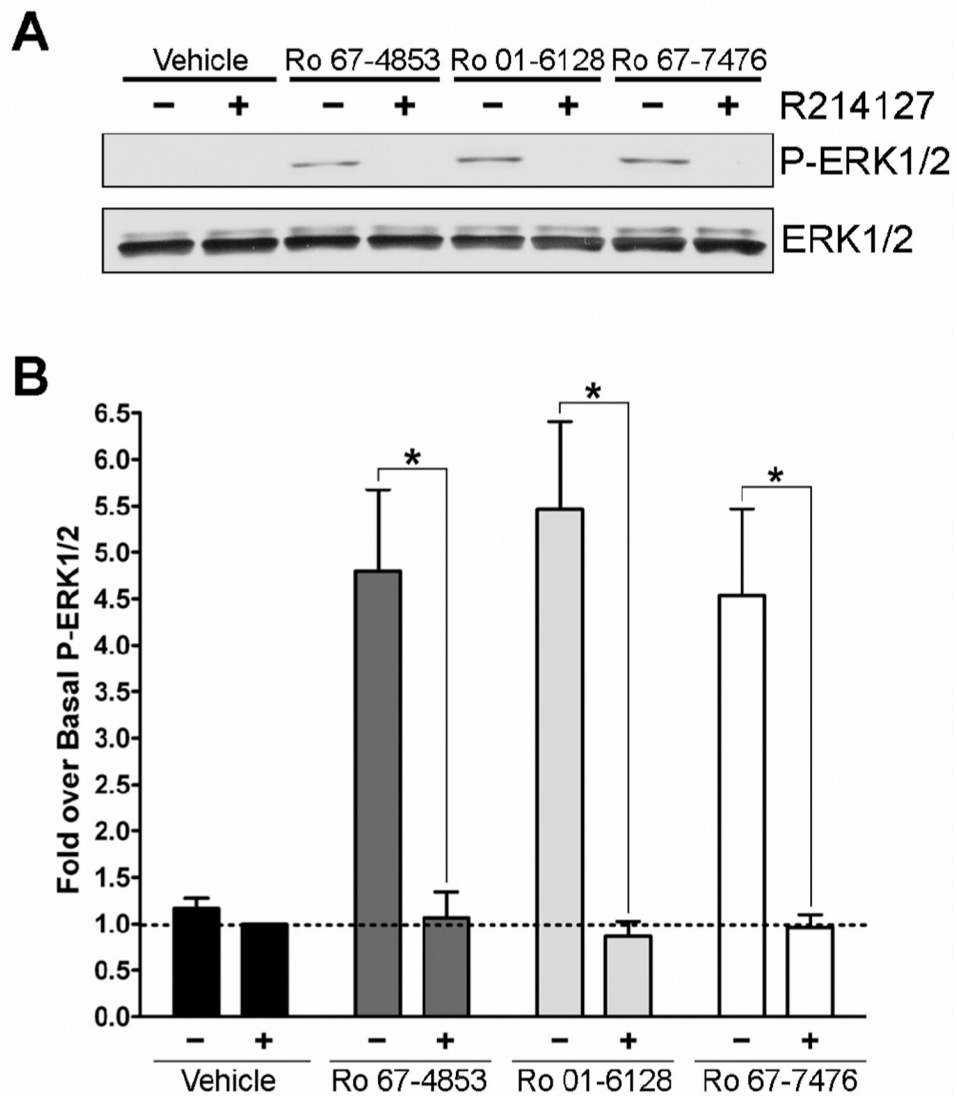 A
Vehicle Ro 67-4853 Ro 01-6128 Ro 67-7476
− + − + − + − + R214127
P-ERK1/2
ERK1/2
B
Fold over Basal P-ERK1/2
6.5
6.0
5.5
5.0
4.5
4.0
3.5
3.0
2.5
2.0
1.5
1.0
0.5
0.0
* * *
− + − + − + − +
Vehicle Ro 67-4853 Ro 01-6128 Ro 67-7476